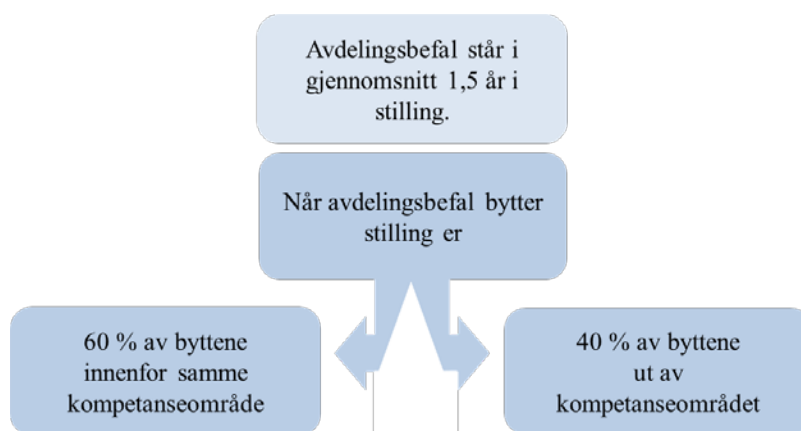 Avdelingsbefal står i
gjennomsnitt 1,5 år i
stilling.
Når avdelingsbefal bytter
stilling er
60 % av byttene
innenfor samme
kompetanseområde
40 % av byttene
ut av
kompetanseområdet